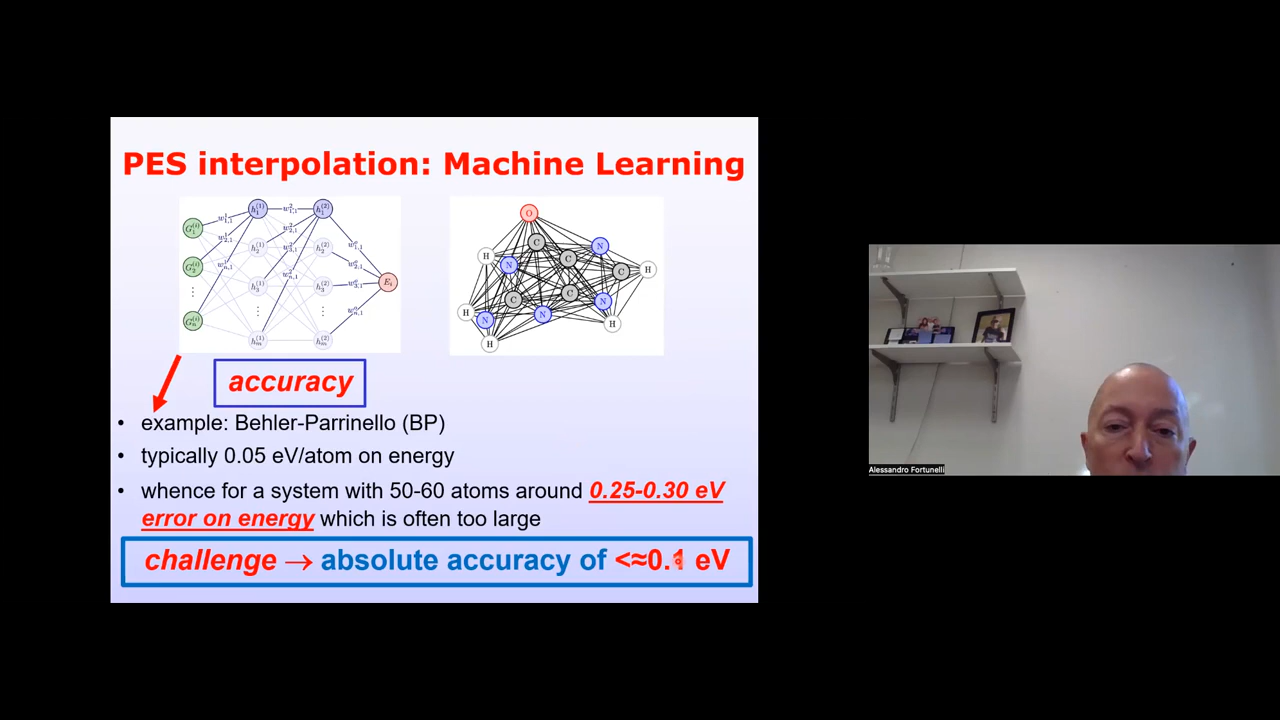 PES interpolation: Machine Learning
accuracy
• example: Behler-Parrinello (BP)
• typically 0.05 eV/atom on energy
• whence for a system with 50-60 atoms around 0.25-0.30 eV
error on energy which is often too large
challenge → absolute accuracy of <≈0.1 eV
Alessandro Fortunelli